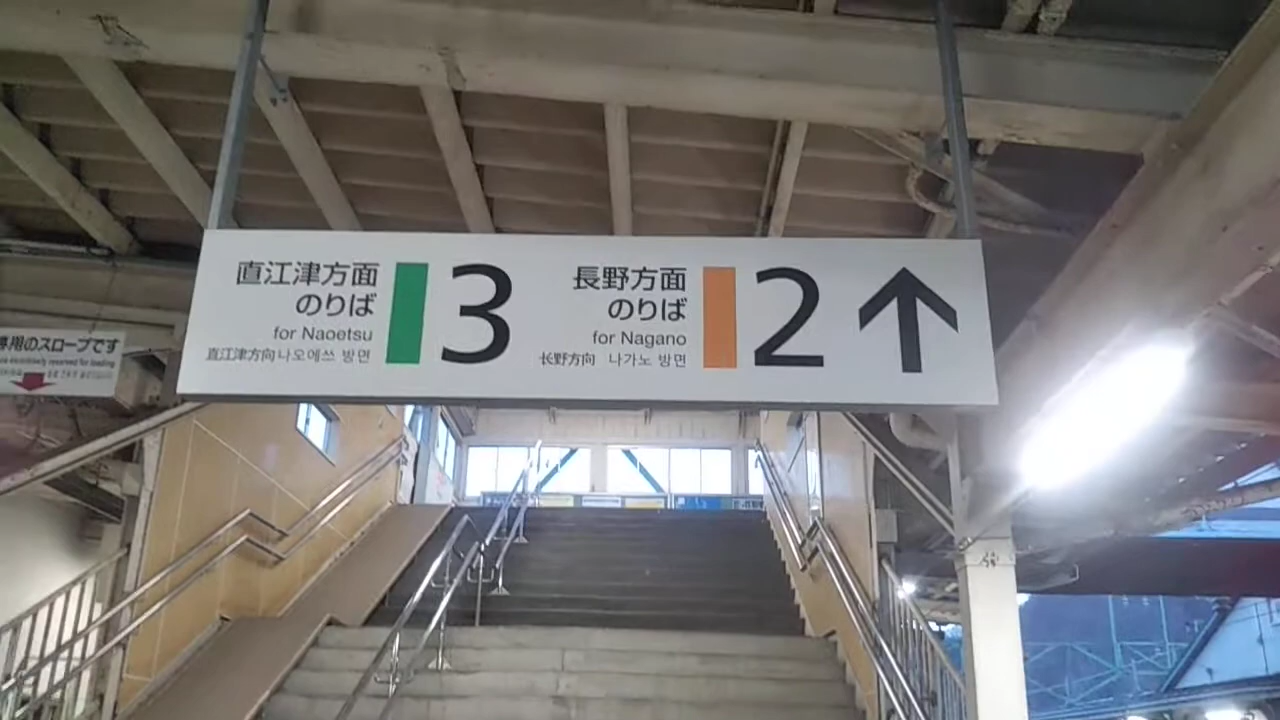 直江津方面
のりば
for Naoetsu
直江津方向 나오에쓰 방면
3
長野方面
のりば
for Nagano
长野方向 나가노 방면
2
専用のスロープです